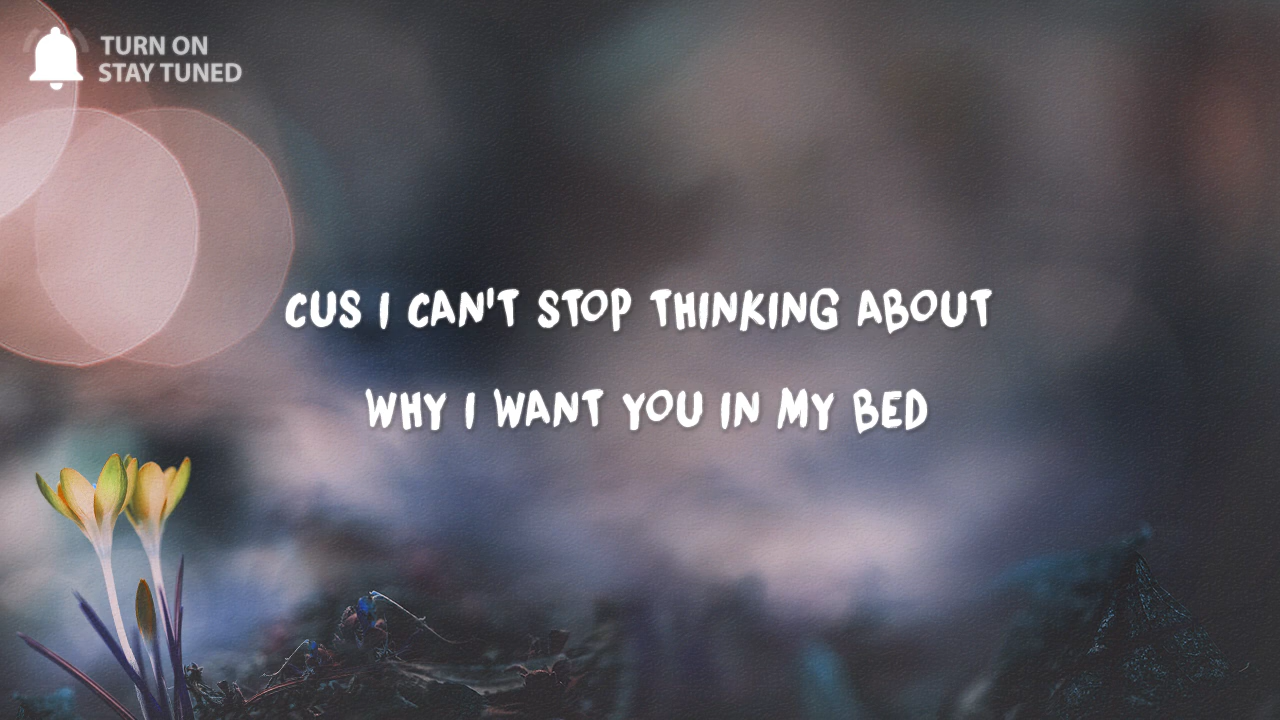 TURN ON
STAY TUNED
CUS I CAN'T STOP THINKING ABOUT
WHY I WANT YOU IN MY BED